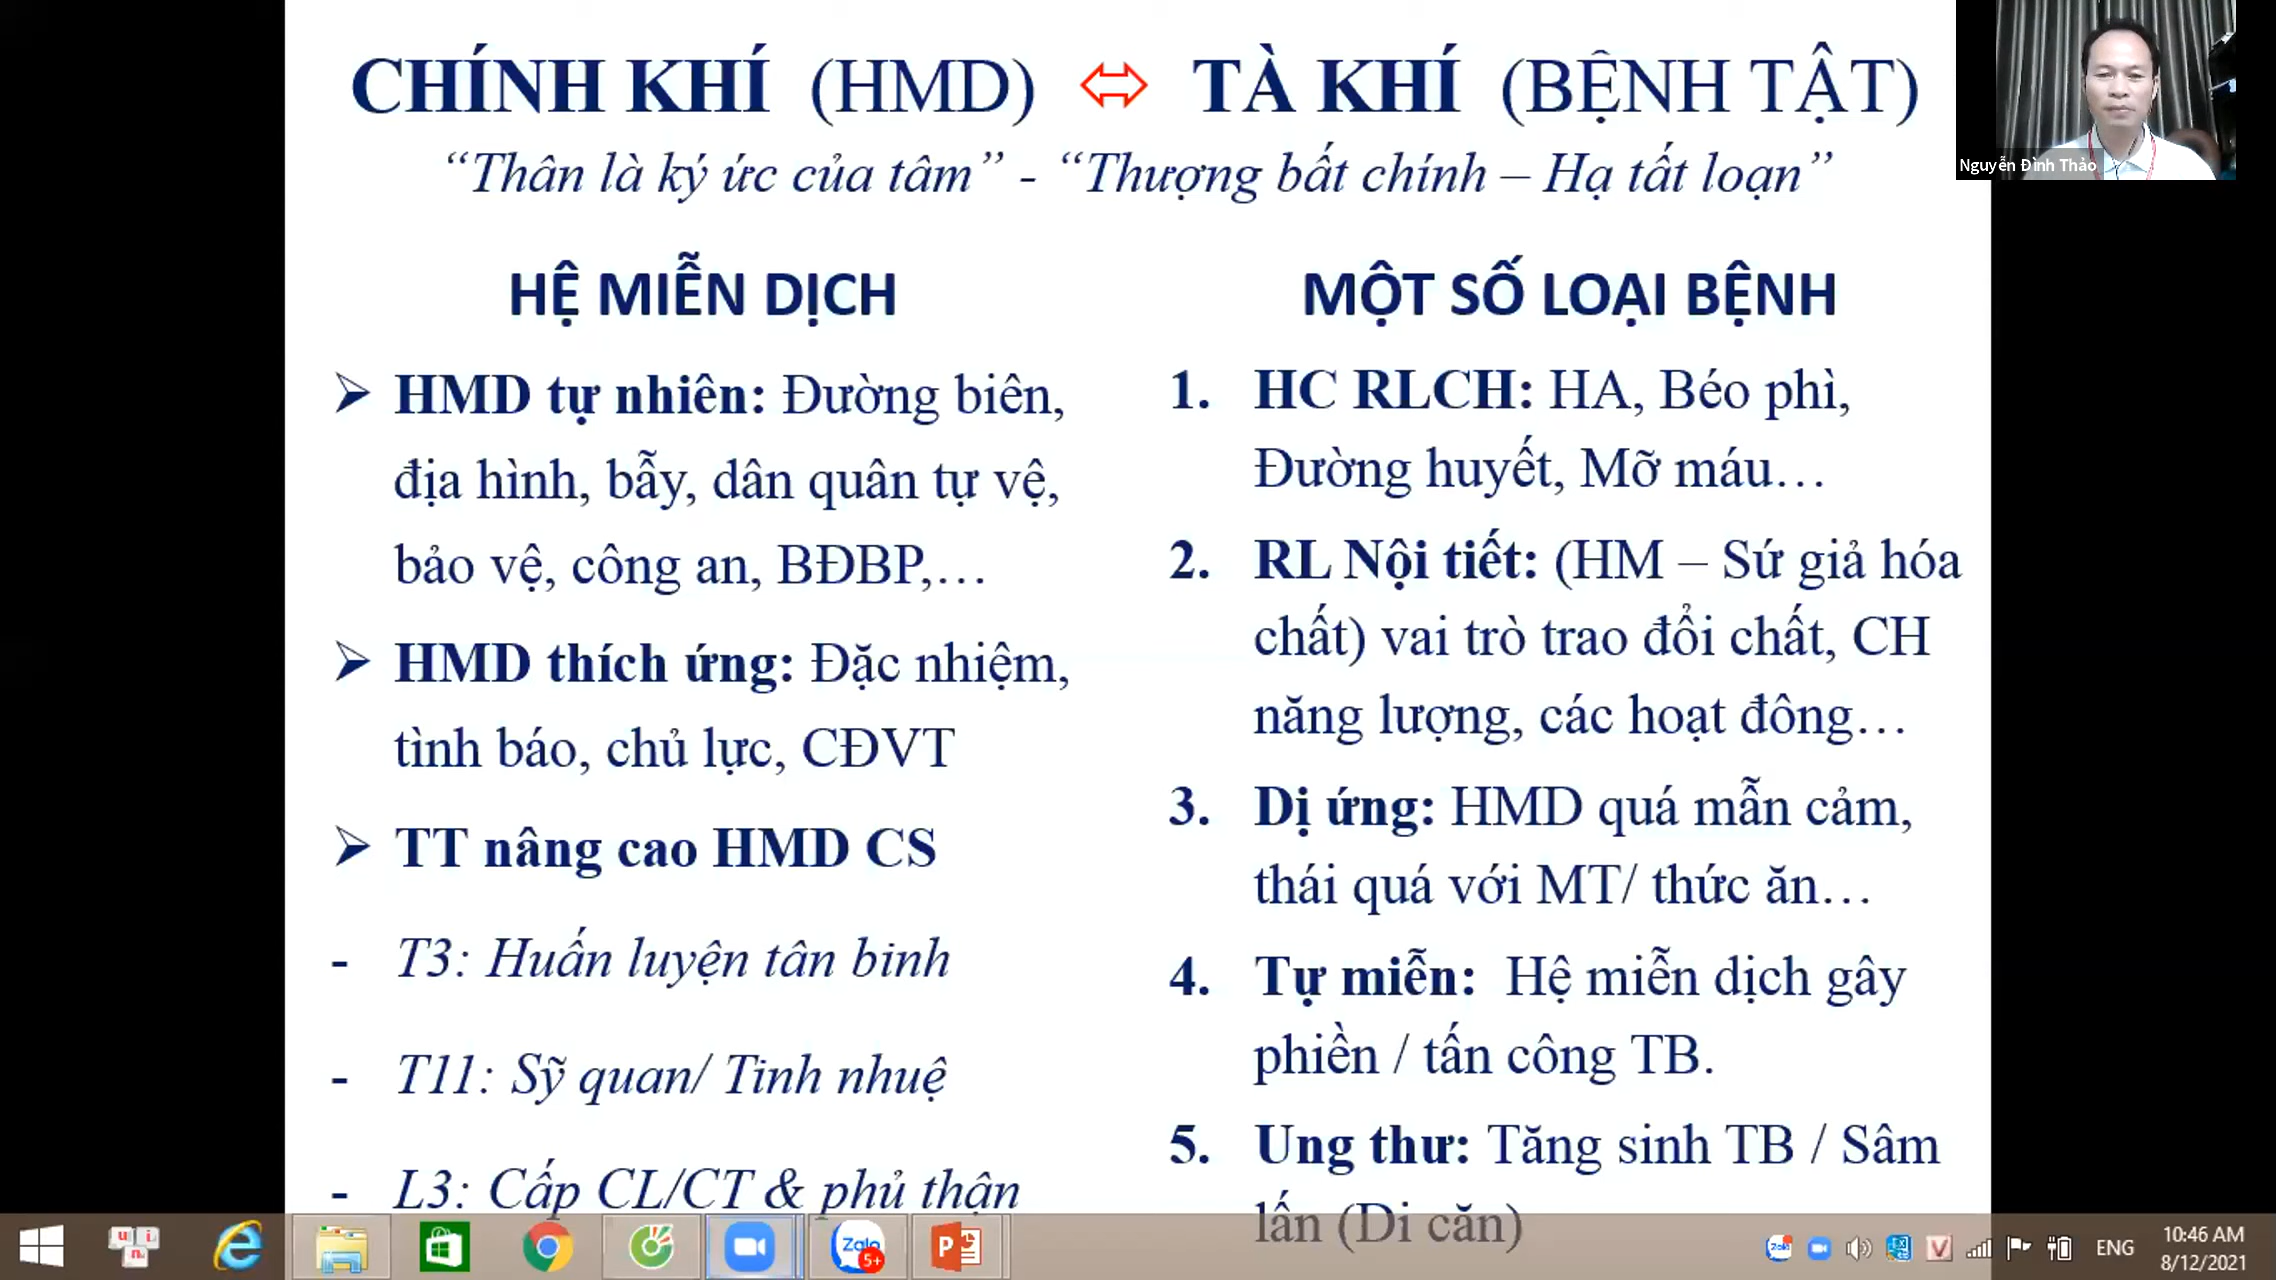 CHÍNH KHÍ (HMD) ⇔ TÀ KHÍ (BỆNH TẬT)
“Thân là ký ức của tâm” - “Thượng bất chính – Hạ tất loạn”
Nguyễn Đình Thảo
HỆ MIỄN DỊCH
➢ HMD tự nhiên: Đường biên,
địa hình, bẫy, dân quân tự vệ,
bảo vệ, công an, BĐBP,…
➢ HMD thích ứng: Đặc nhiệm,
tình báo, chủ lực, CĐVT
➢ TT nâng cao HMD CS
- T3: Huấn luyện tân binh
- T11: Sỹ quan/ Tinh nhuệ
- L3: Cấp CL/CT & phủ thận
MỘT SỐ LOẠI BỆNH
1. HC RLCH: HA, Béo phì,
Đường huyết, Mỡ máu…
2. RL Nội tiết: (HM – Sứ giả hóa
chất) vai trò trao đổi chất, CH
năng lượng, các hoạt đông…
3. Dị ứng: HMD quá mẫn cảm,
thái quá với MT/ thức ăn…
4. Tự miễn: Hệ miễn dịch gây
phiền / tấn công TB.
5. Ung thư: Tăng sinh TB / Sâm
lấn (Di căn)
Zalo
5+
ENG
10:46 AM
8/12/2021